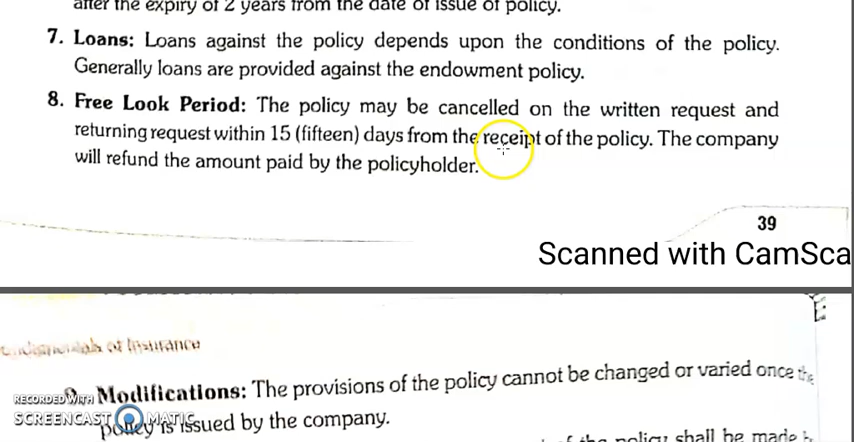 after the expiry of 2 years from the date of issue of policy.
7. Loans: Loans against the policy depends upon the conditions of the policy.
Generally loans are provided against the endowment policy.
8. Free Look Period: The policy may be cancelled on the written request and
returning request within 15 (fifteen) days from the receipt of the policy. The company
will refund the amount paid by the policyholder.
39
Scanned with CamSca
of Insurance
9. Modifications: The provisions of the policy cannot be changed or varied once the
policy is issued by the company.
RECORDED WITH
SCREENCAST MATIC
of the policy shall be made